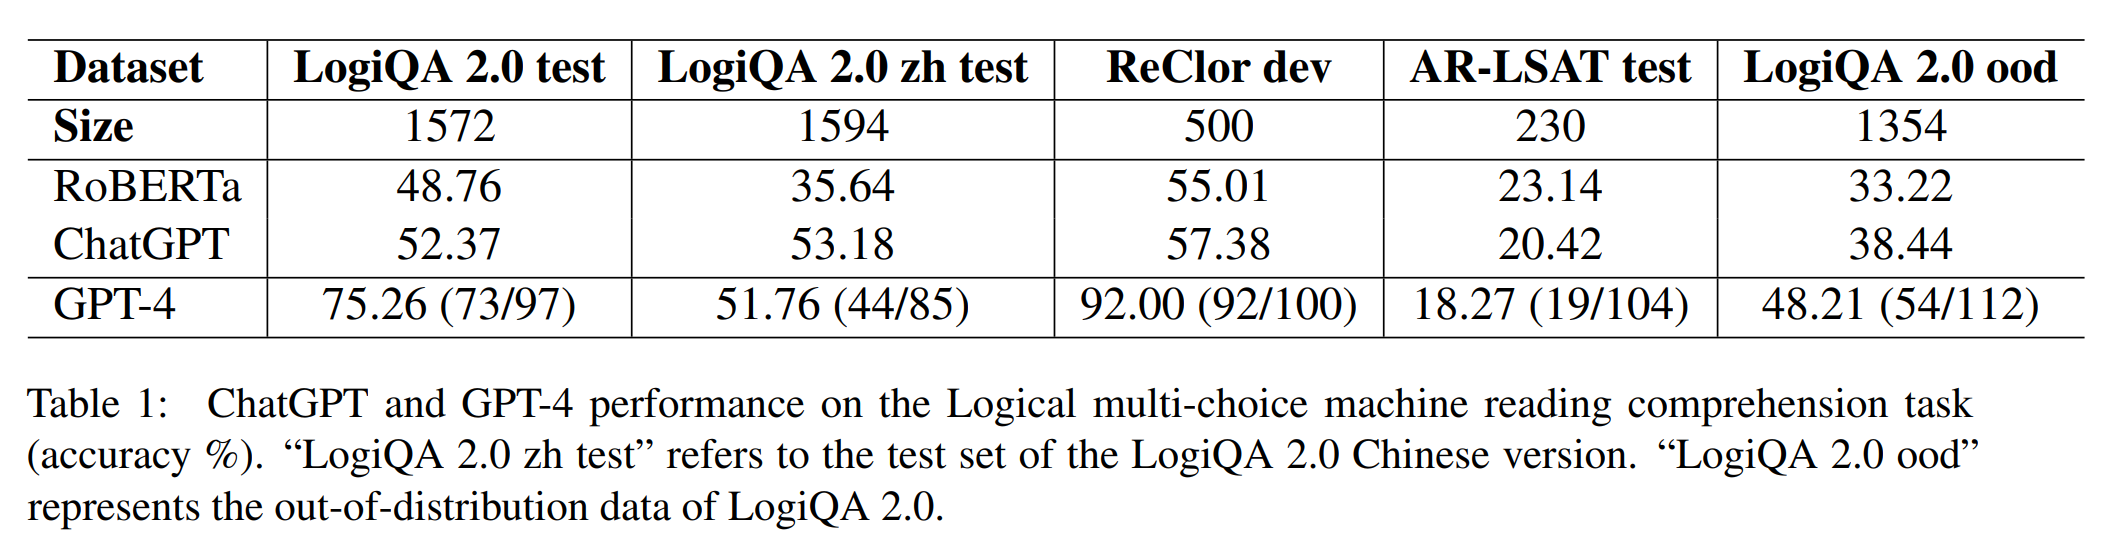 Dataset LogiQA 2.0 test LogiQA 2.0 zh test ReClor dev AR-LSAT test LogiQA 2.0 ood
Size 1572 1594 500 230 1354
RoBERTa 48.76 35.64 55.01 23.14 33.22
ChatGPT 52.37 53.18 57.38 20.42 38.44
GPT-4 75.26 (73/97) 51.76 (44/85) 92.00 (92/100) 18.27 (19/104) 48.21 (54/112)
Table 1: ChatGPT and GPT-4 performance on the Logical multi-choice machine reading comprehension task
(accuracy %). “LogiQA 2.0 zh test” refers to the test set of the LogiQA 2.0 Chinese version. “LogiQA 2.0 ood”
represents the out-of-distribution data of LogiQA 2.0.